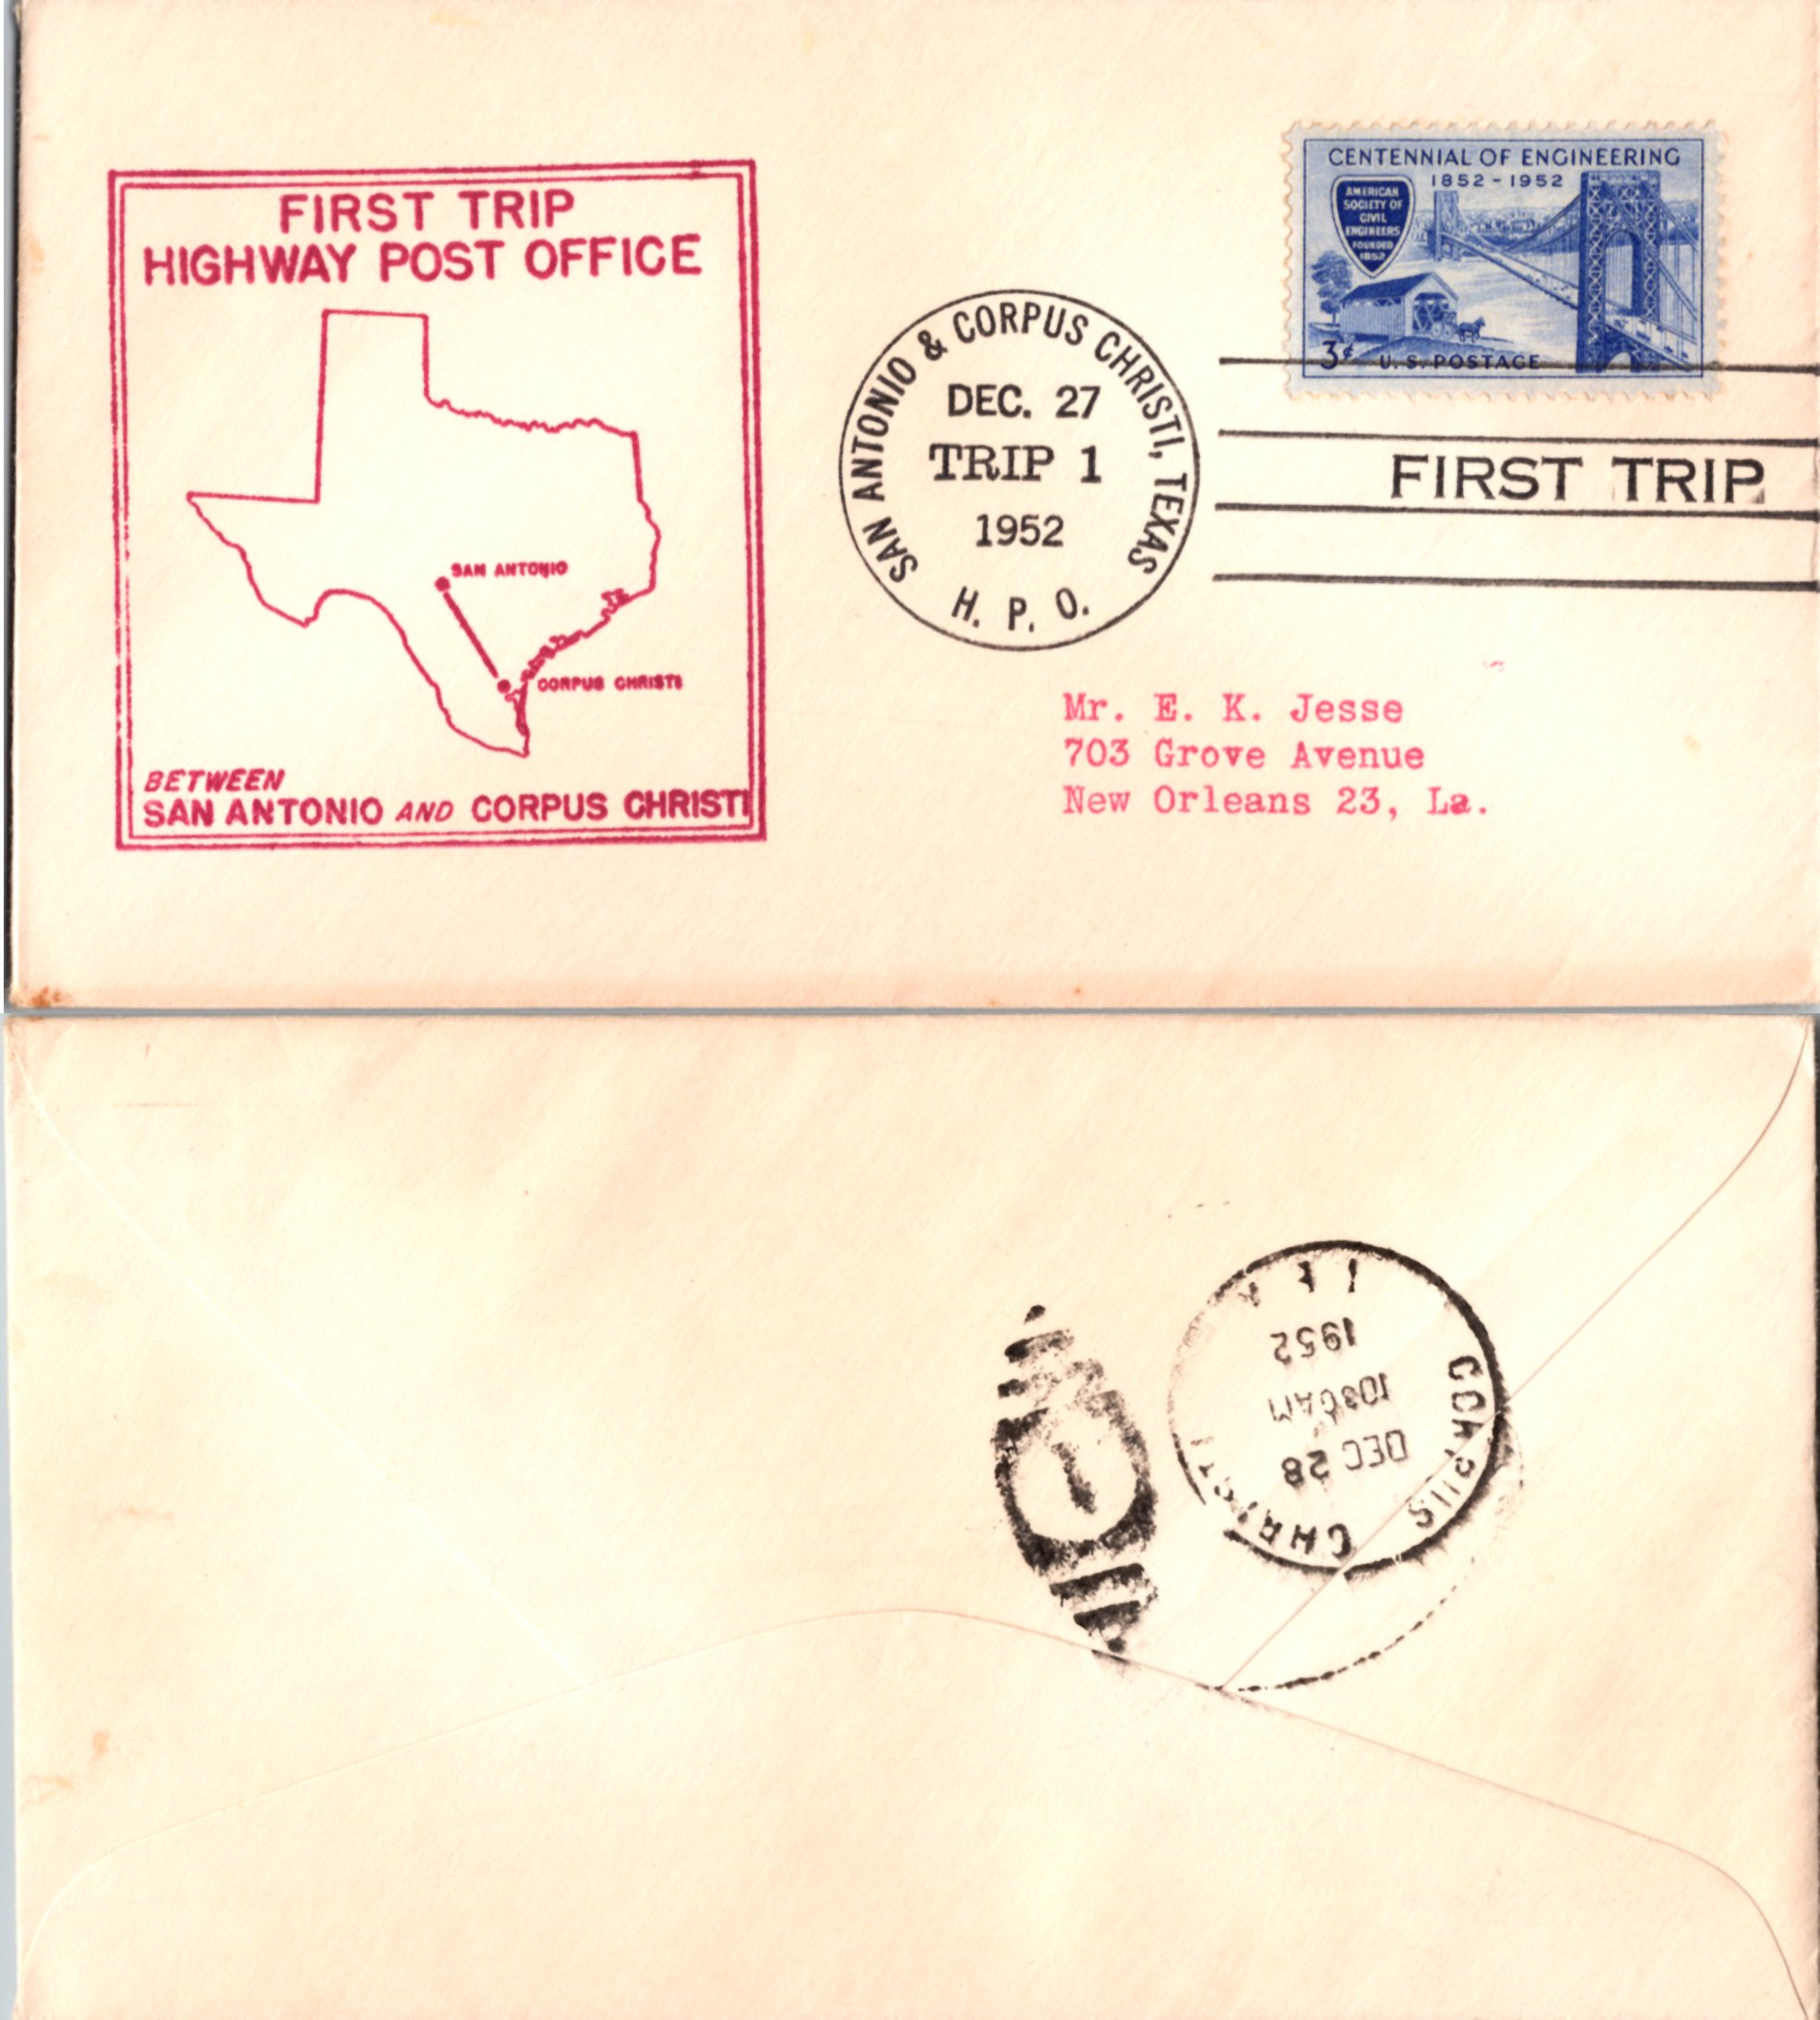 FIRST TRIP
HIGHWAY POST OFFICE
SAN ANTONIO
CORPUS CHRISTI
BETWEEN
SAN ANTONIO AND CORPUS CHRISTI
SAN ANTONIO & CORPUS CHRISTI, TEXAS
DEC. 27
TRIP 1
1952
H. P. O.
CENTENNIAL OF ENGINEERING
1852-1952
AMERICAN
SOCIETY OF
CIVIL
ENGINEERS
FOUNDED
1852
3¢ U.S. POSTAGE
FIRST TRIP
Mr. E. K. Jesse
703 Grove Avenue
New Orleans 23, La.
CORPUS CHRISTI
DEC 28
1030AM
1952
1